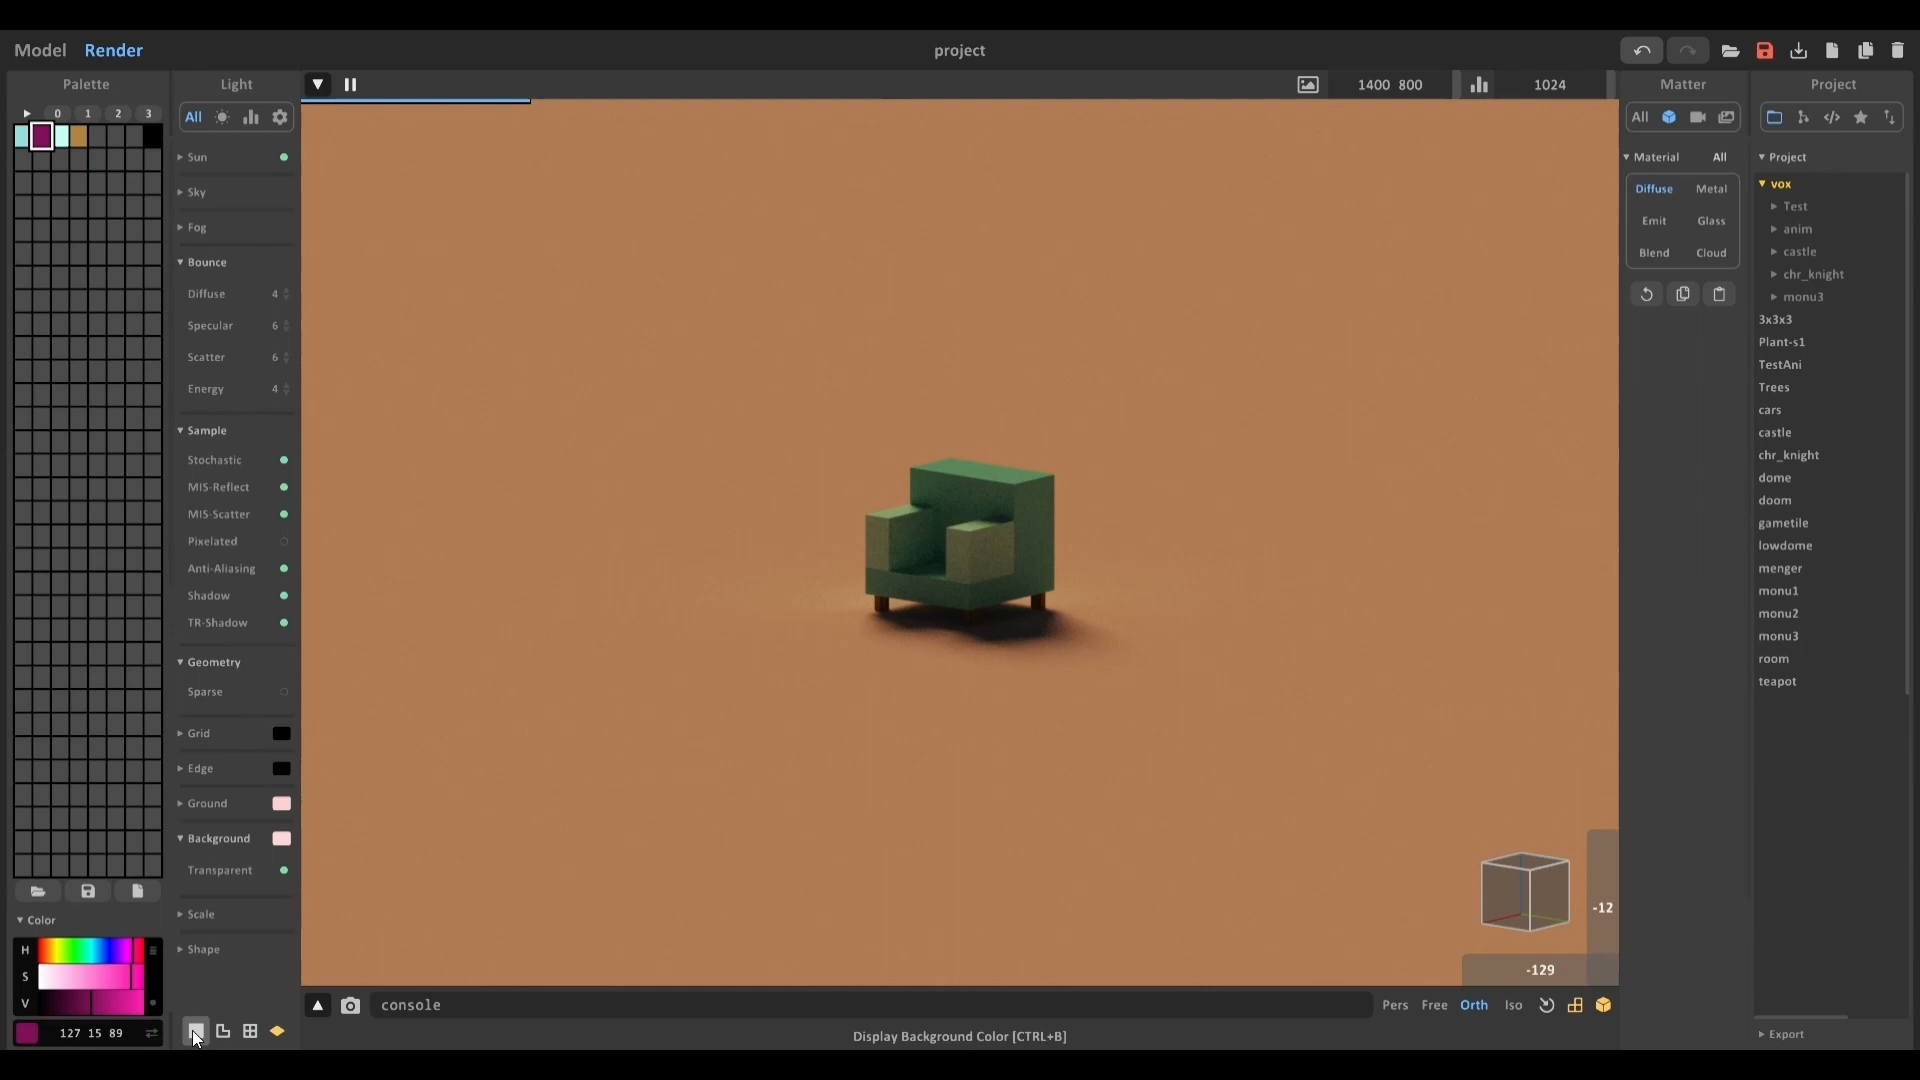 Model Render project
Palette Light 1400 800 1024 Matter Project
0 1 2 3
All All
Sun Material All Project
vox
Sky Diffuse Metal
Test
Fog Emit Glass anim
castle
Bounce Blend Cloud
chr_knight
Diffuse 4 monu3
Specular 6 3x3x3
Plant-s1
Scatter 6 TestAni
Energy 4 Trees
cars
Sample castle
Stochastic chr_knight
MIS-Reflect dome
MIS-Scatter doom
gametile
Pixelated lowdome
Anti-Aliasing menger
Shadow monu1
TR-Shadow monu2
monu3
Geometry room
Sparse teapot
Grid
Edge
Ground
Background
Transparent
Scale -12
Color
H Shape
S -129
V console Pers Free Orth Iso
127 15 89 Display Background Color [CTRL+B] Export